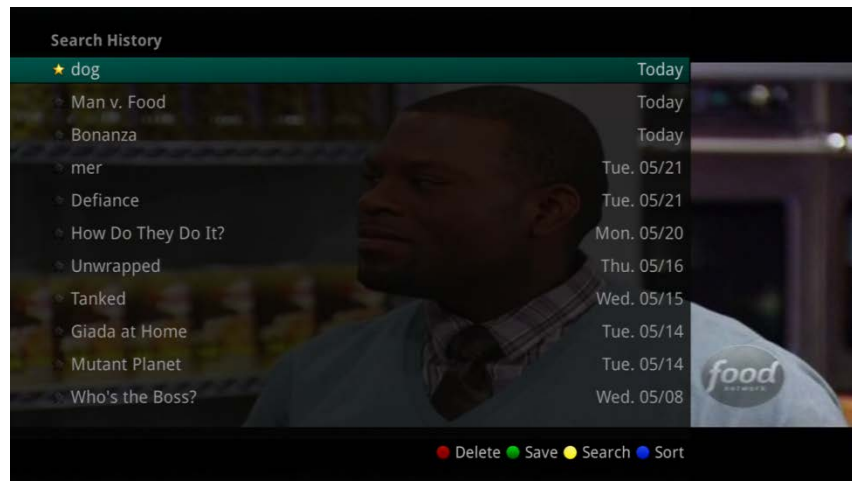 Search History
dog Today
Man v. Food Today
Bonanza Today
mer Tue. 05/21
Defiance Tue. 05/21
How Do They Do It? Mon. 05/20
Unwrapped Thu. 05/16
Tanked Wed. 05/15
Giada at Home Tue. 05/14
Mutant Planet Tue. 05/14
Who's the Boss? Wed. 05/08
food
network
Delete Save Search Sort